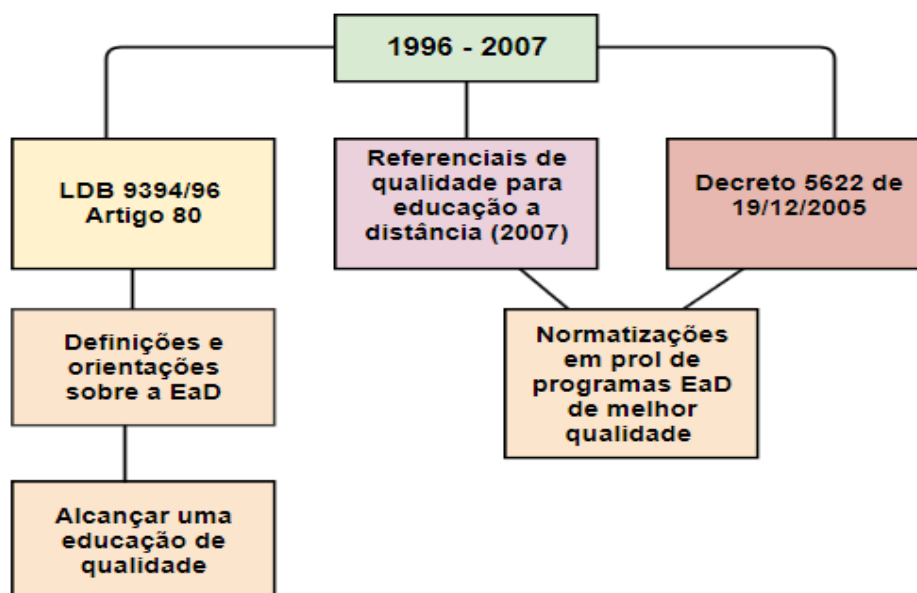 1996 - 2007
LDB 9394/96
Artigo 80
Referenciais de
qualidade para
educação a
distância (2007)
Decreto 5622 de
19/12/2005
Definições e
orientações
sobre a EaD
Normatizações
em prol de
programas EaD
de melhor
qualidade
Alcançar uma
educação de
qualidade